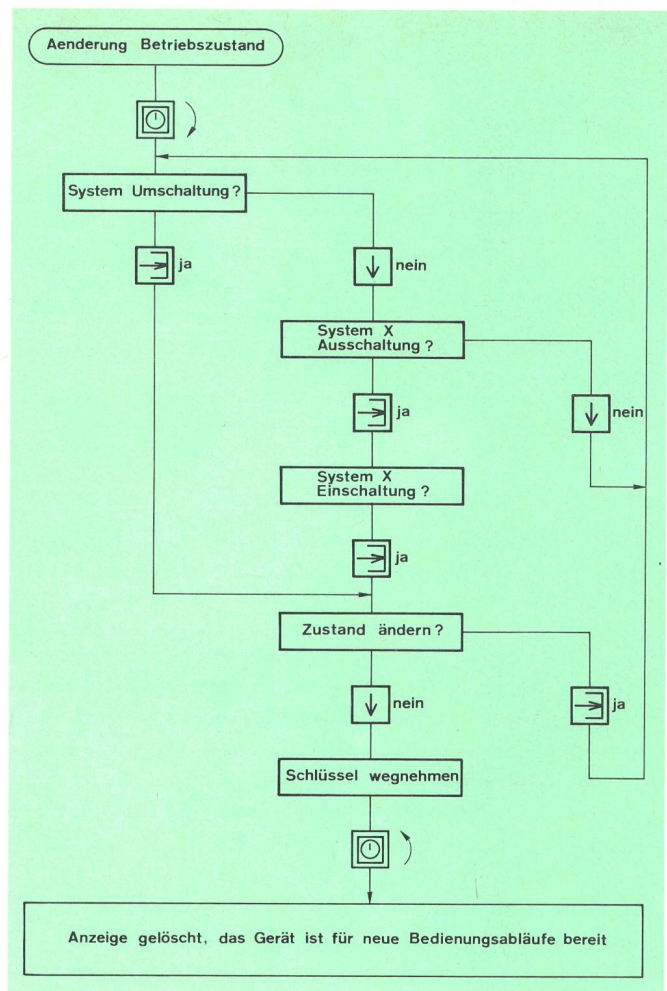 Aenderung Betriebszustand
System Umschaltung?
ja
nein
System X
Ausschaltung?
ja
nein
System X
Einschaltung?
ja
Zustand ändern?
nein
ja
Schlüssel wegnehmen
Anzeige gelöscht, das Gerät ist für neue Bedienungsabläufe bereit